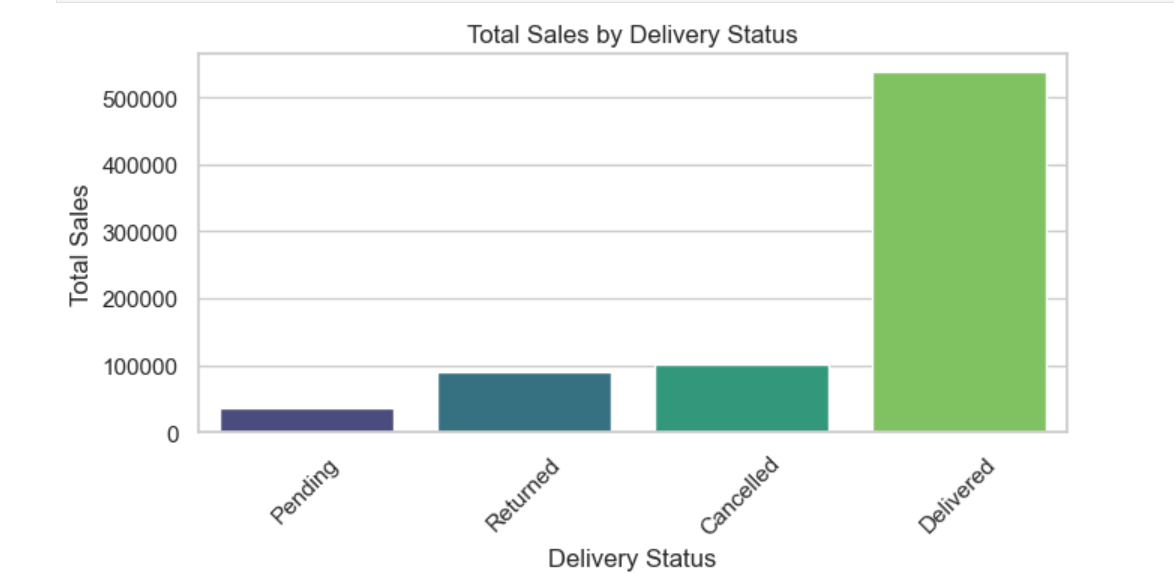 Total Sales by Delivery Status
Total Sales
500000
400000
300000
200000
100000
0
Pending
Returned
Cancelled
Delivered
Delivery Status